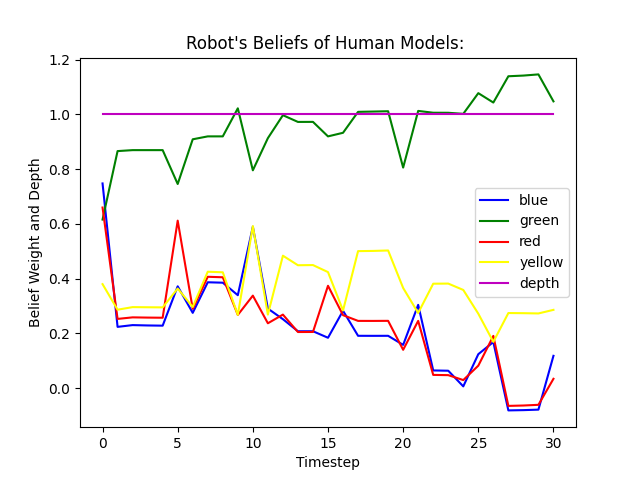 Robot's Beliefs of Human Models:
Belief Weight and Depth
1.2
1.0
0.8
0.6
0.4
0.2
0.0
blue
green
red
yellow
depth
0
5
10
15
20
25
30
Timestep